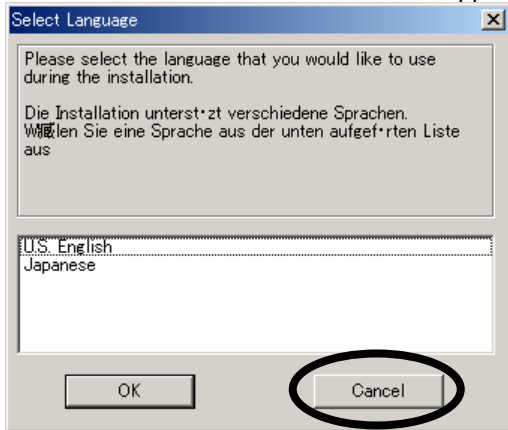 Select Language
Please select the language that you would like to use
during the installation.
Die Installation unterst・zt verschiedene Sprachen.
Sie eine Sprache aus der unten aufgef・rten Liste
aus
U.S. English
Japanese
OK
Cancel